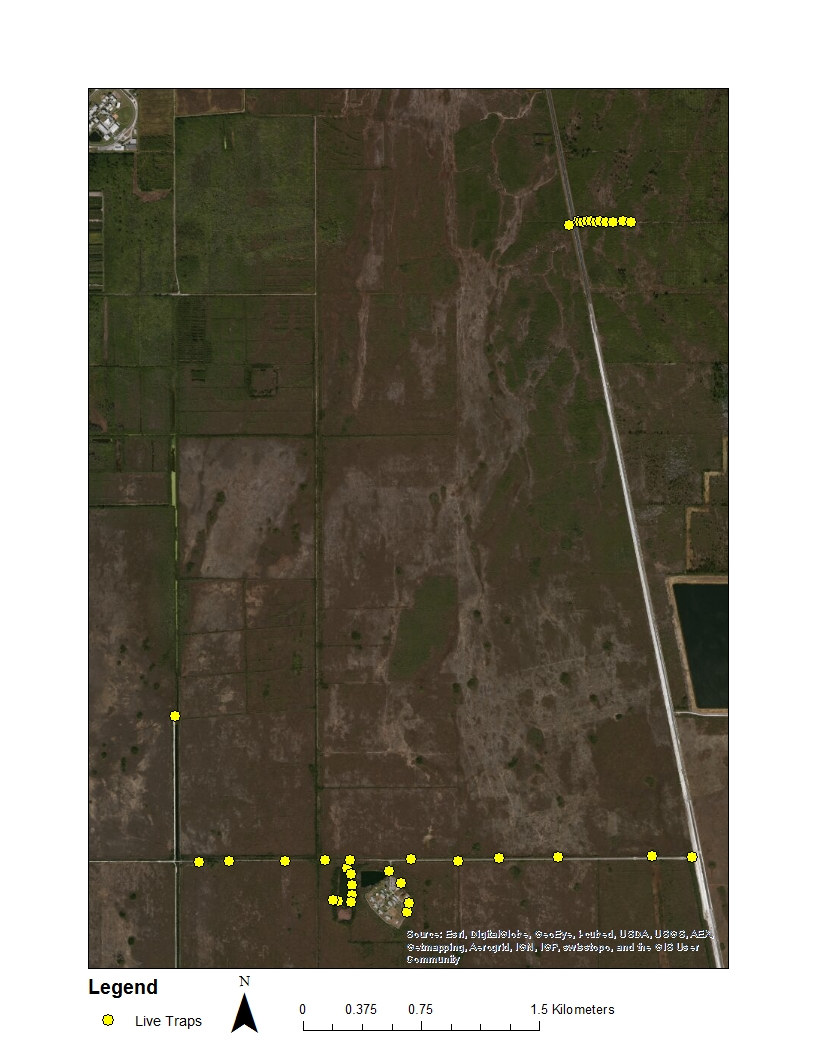 Source: Esri, DigitalGlobe, GeoEye, i-cubed, USDA, USGS, AEX,
Getmapping, Aerogrid, IGN, IGP, swisstopo, and the GIS User
Community
Legend
Live Traps
N
0 0.375 0.75 1.5 Kilometers